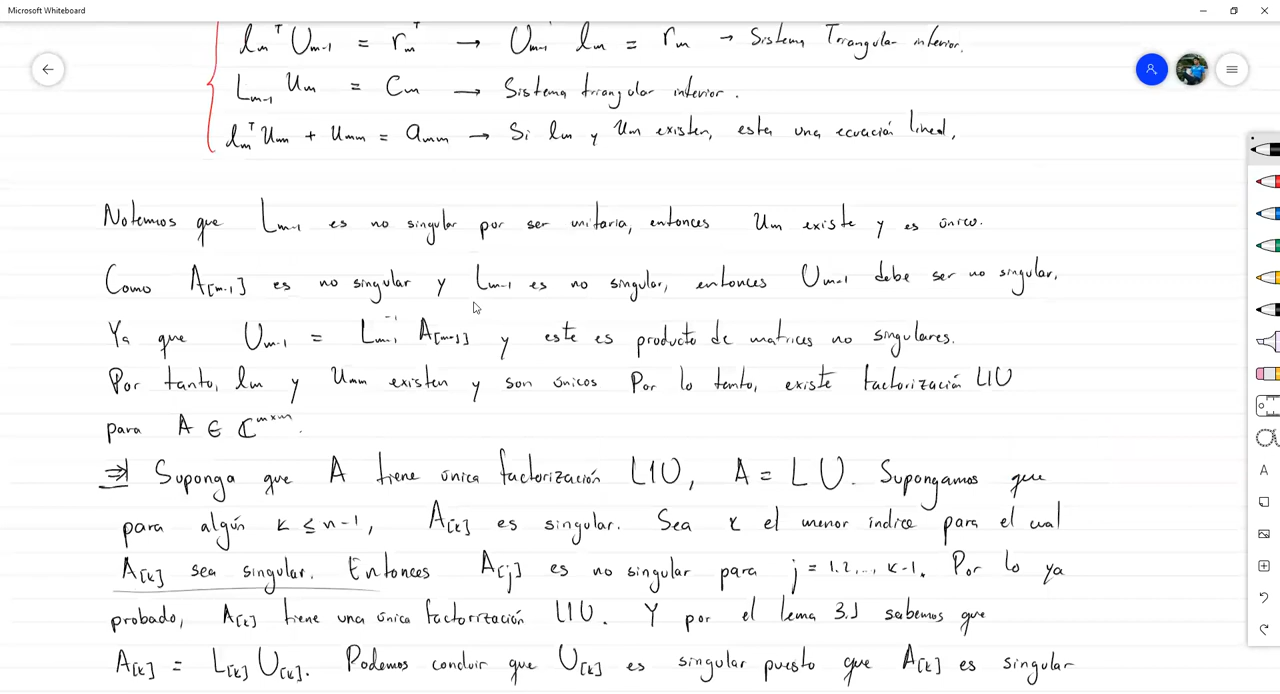 Microsoft Whiteboard
lₘᵀ Uₘ₋₁ = rₘᵀ → Uₘ₋₁ᵀ lₘ = rₘ → Sistema Triangular inferior.
Lₘ₋₁ Uₘ = Cₘ → Sistema triangular inferior.
lₘᵀ Uₘ + Uₘₘ = aₘₘ → Si lₘ y Uₘ existen, esta una ecuación lineal.
Notemos que Lₘ₋₁ es no singular por ser unitaria, entonces Uₘ existe y es único.
Como A[m-1] es no singular y Lₘ₋₁ es no singular, entonces Uₘ₋₁ debe ser no singular,
Ya que Uₘ₋₁ = Lₘ₋₁⁻¹ A[m-1] y este es producto de matrices no singulares.
Por tanto, lₘ y Uₘₘ existen y son únicos Por lo tanto, existe factorización L1U
para A ∈ ℂᵐˣᵐ.
⇒) Suponga que A tiene única factorización L1U, A = LU. Supongamos que
para algún k ≤ n-1, A[k] es singular. Sea k el menor índice para el cual
A[k] sea singular. Entonces A[j] es no singular para j = 1,2,..., k-1. Por lo ya
probado, A[k] tiene una única factorización L1U. Y por el lema 3.1 sabemos que
A[k] = L[k] U[k]. Podemos concluir que U[k] es singular puesto que A[k] es singular
A